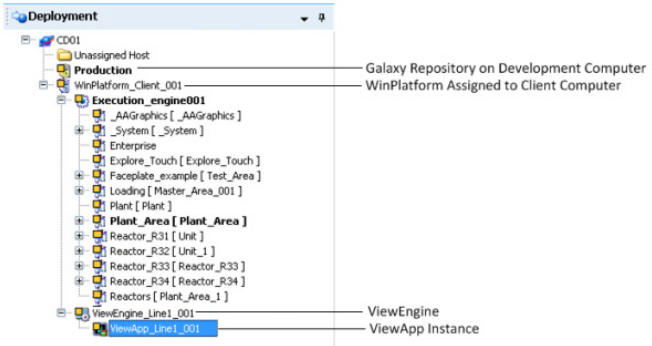 Deployment
CD01
Unassigned Host
Production
Galaxy Repository on Development Computer
WinPlatform_Client_001
WinPlatform Assigned to Client Computer
Execution_engine001
_AAGraphics [ _AAGraphics ]
_System [ _System ]
Enterprise
Explore_Touch [ Explore_Touch ]
Faceplate_example [ Test_Area ]
Loading [ Master_Area_001 ]
Plant [ Plant ]
Plant_Area [ Plant_Area ]
Reactor_R31 [ Unit ]
Reactor_R32 [ Unit_1 ]
Reactor_R33 [ Reactor_R33 ]
Reactor_R34 [ Reactor_R34 ]
Reactors [ Plant_Area_1 ]
ViewEngine_Line1_001
ViewEngine
ViewApp_Line1_001
ViewApp Instance